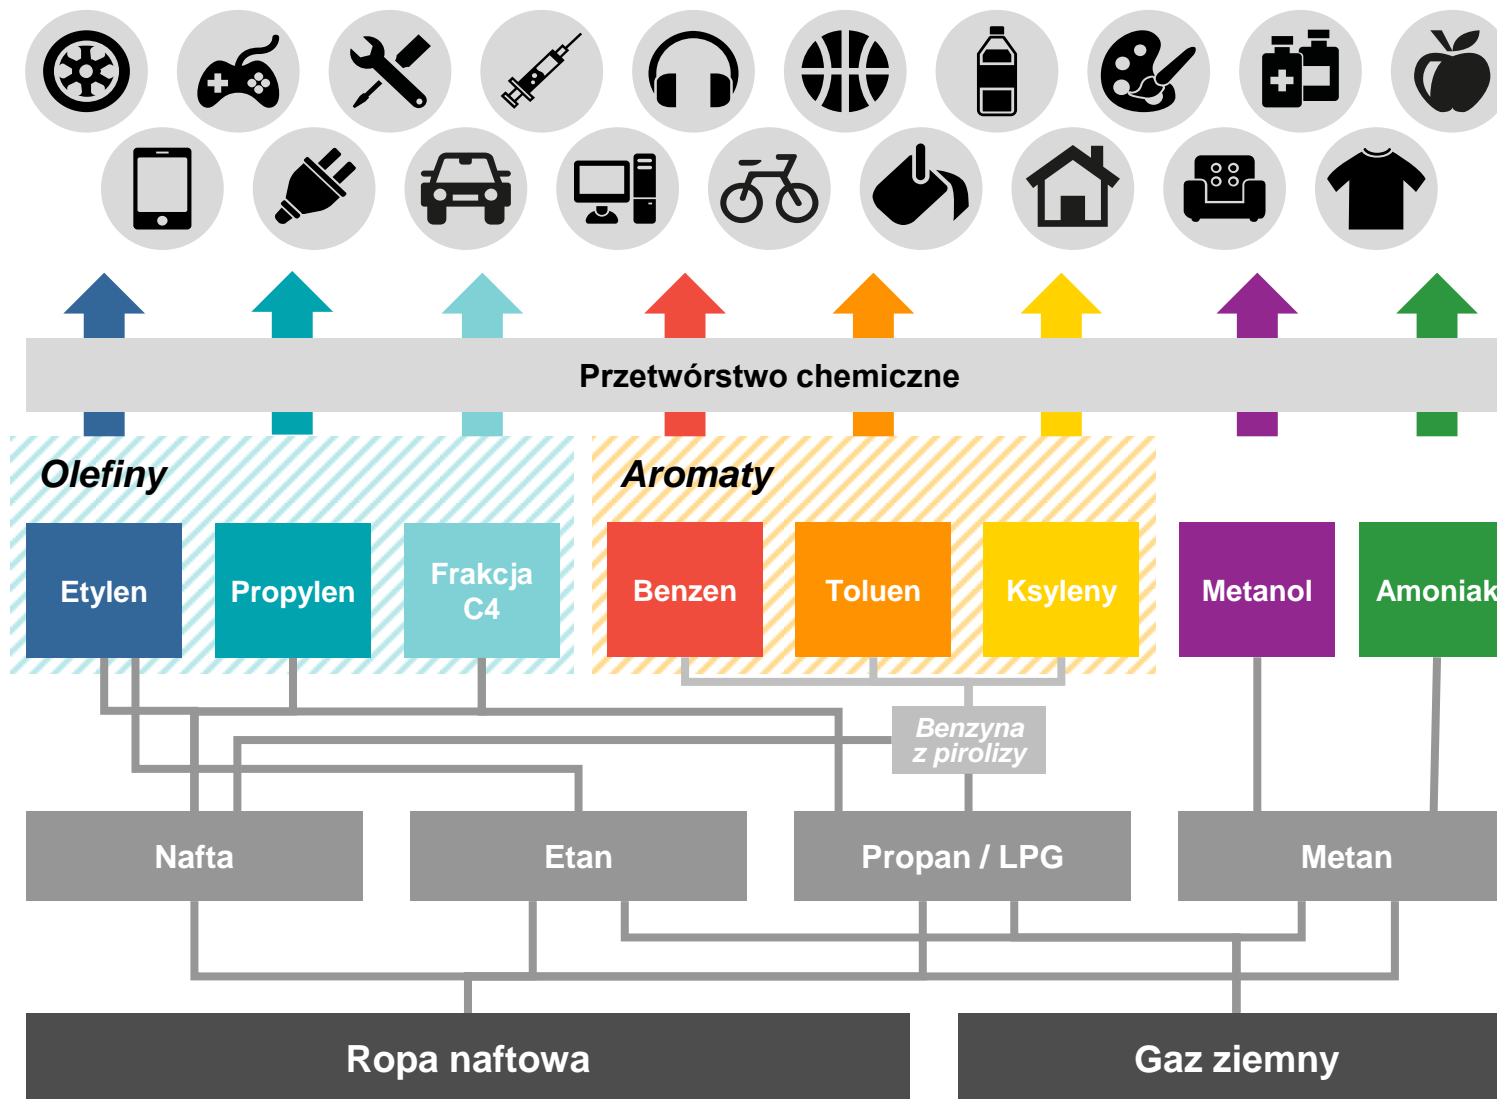 Przetwórstwo chemiczne
Olefiny
Aromaty
Etylen
Propylen
Frakcja
C4
Benzen
Toluen
Ksyleny
Metanol
Amoniak
Benzyna
z pirolizy
Nafta
Etan
Propan / LPG
Metan
Ropa naftowa
Gaz ziemny